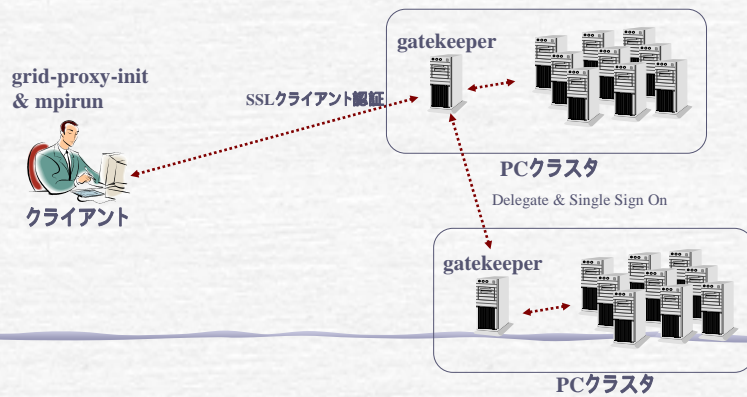 gatekeeper
grid-proxy-init
& mpirun
SSLクライアント認証
クライアント
PCクラスタ
Delegate & Single Sign On
gatekeeper
PCクラスタ